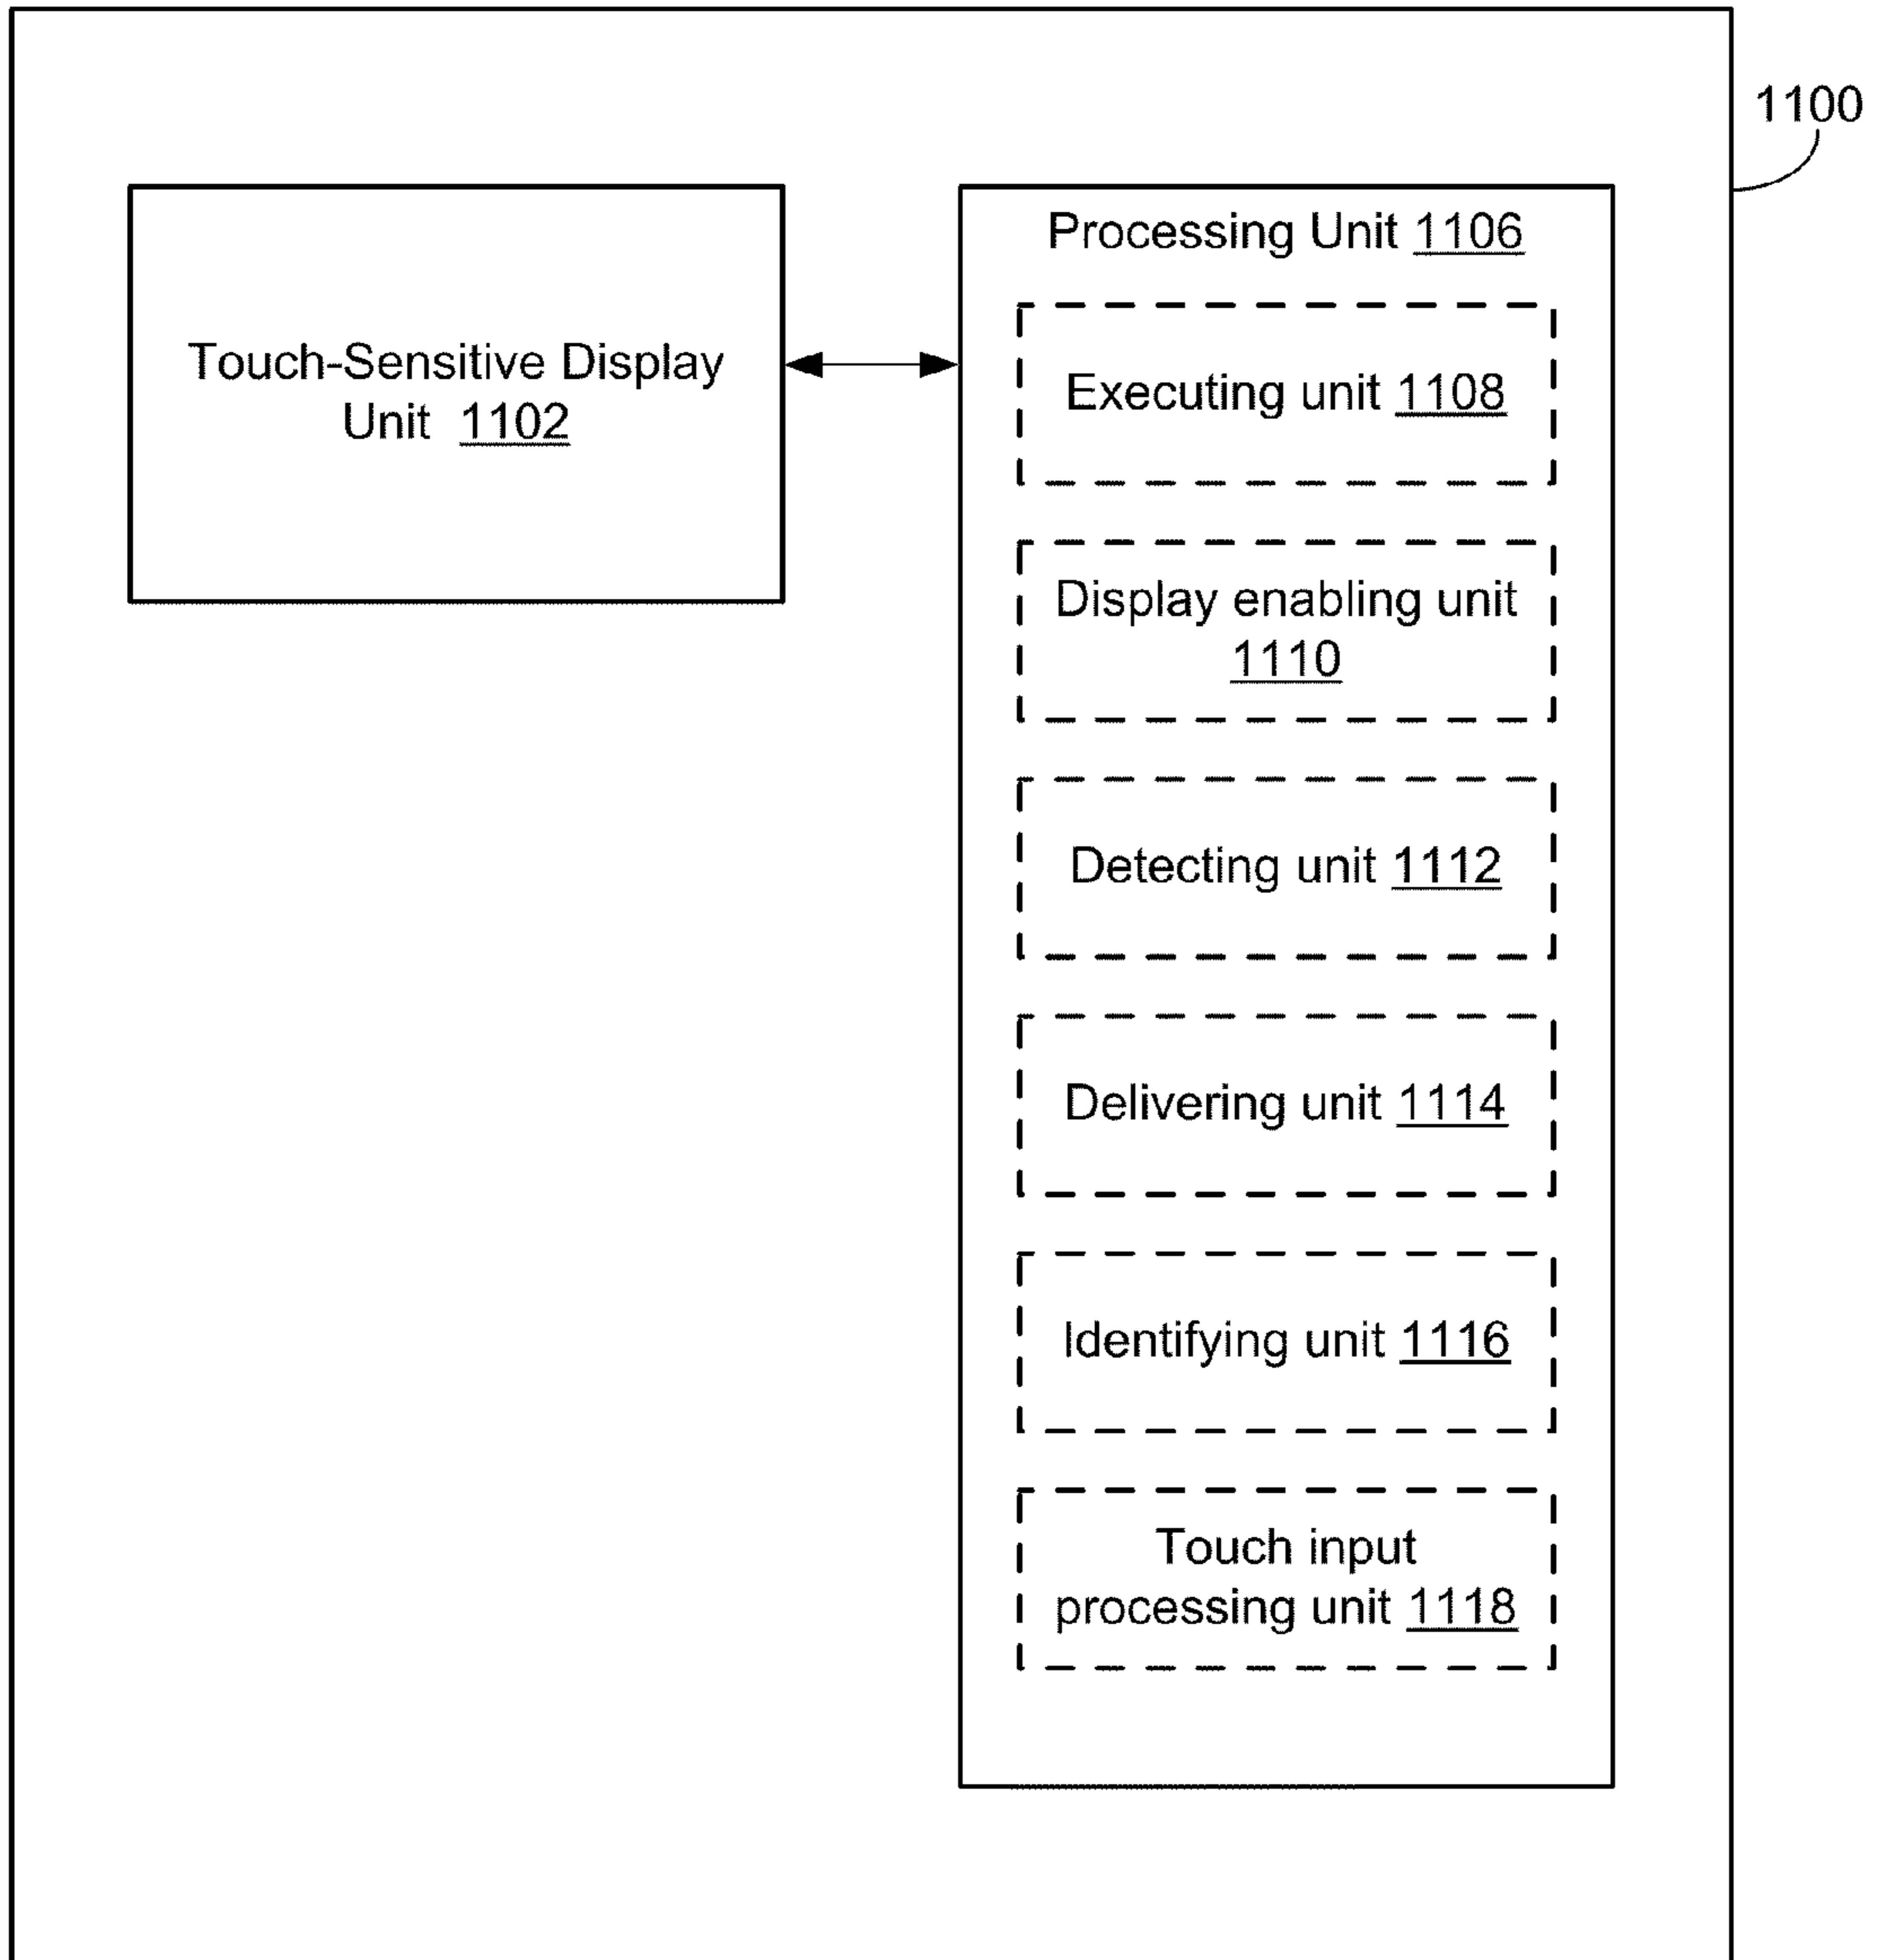 1100
Touch-Sensitive Display
Unit 1102
Processing Unit 1106
Executing unit 1108
Display enabling unit
1110
Detecting unit 1112
Delivering unit 1114
Identifying unit 1116
Touch input
processing unit 1118